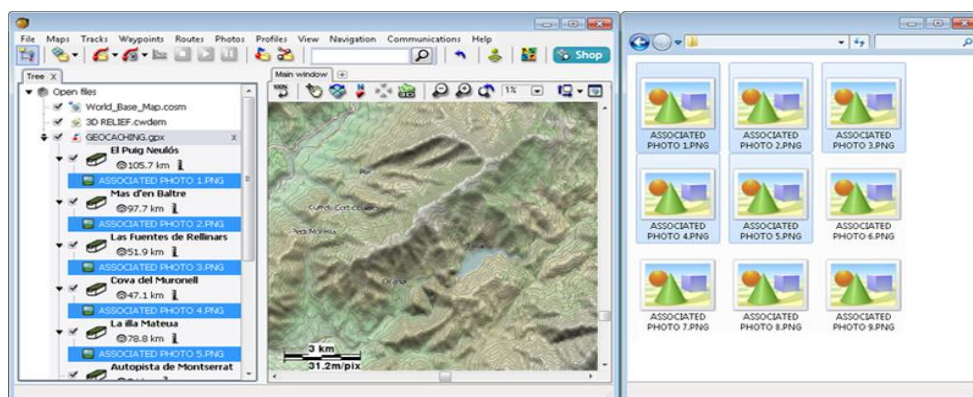 File Maps Tracks Waypoints Routes Photos Profiles View Navigation Communications Help
Shop
Tree X
Main window
Open files
World_Base_Map.cosm
3D RELIEF.cwdem
GEOCACHING.gpx x
El Puig Neulós
105.7 km
ASSOCIATED PHOTO 1.PNG
Mas d'en Baltre
97.7 km
ASSOCIATED PHOTO 2.PNG
Las Fuentes de Rellinars
51.9 km
ASSOCIATED PHOTO 3.PNG
Cova del Muronell
47.1 km
ASSOCIATED PHOTO 4.PNG
La illa Mateua
78.8 km
ASSOCIATED PHOTO 5.PNG
Autopista de Montserrat
100%
1%
3 km
31.2m/pix
ASSOCIATED
PHOTO 1.PNG
ASSOCIATED
PHOTO 2.PNG
ASSOCIATED
PHOTO 3.PNG
ASSOCIATED
PHOTO 4.PNG
ASSOCIATED
PHOTO 5.PNG
ASSOCIATED
PHOTO 6.PNG
ASSOCIATED
PHOTO 7.PNG
ASSOCIATED
PHOTO 8.PNG
ASSOCIATED
PHOTO 9.PNG